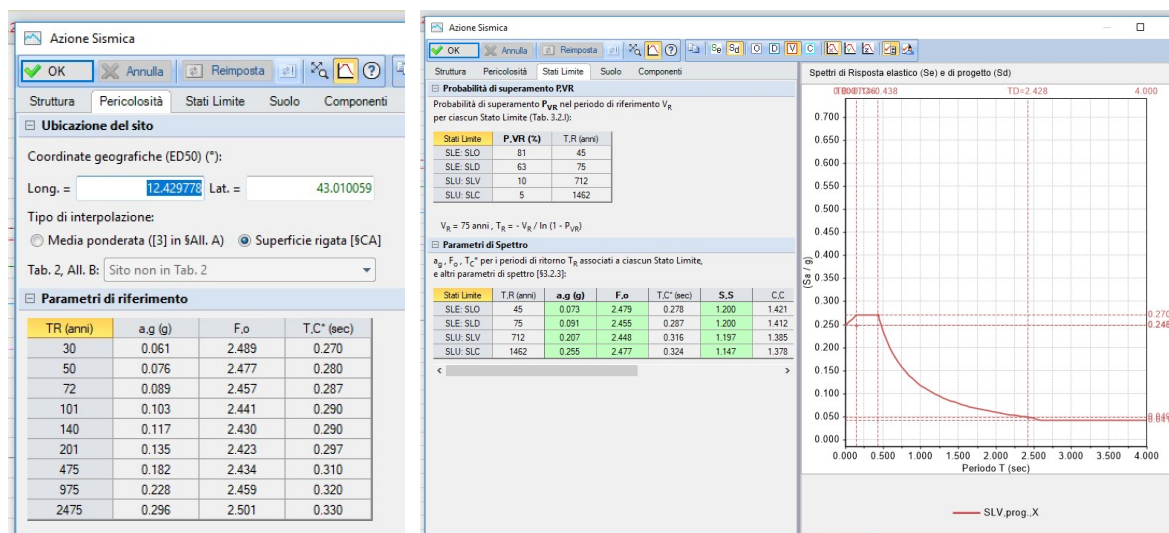 Azione Sismica
OK Annulla Reimposta
Struttura Pericolosità Stati Limite Suolo Componenti
Ubicazione del sito
Coordinate geografiche (ED50) (°):
Long. = 12.429778 Lat. = 43.010059
Tipo di interpolazione:
Media ponderata ([3] in §All. A) Superficie rigata [§CA]
Tab. 2, All. B: Sito non in Tab. 2
Parametri di riferimento
TR (anni) a,g (g) F,o T,C* (sec)
30 0.061 2.489 0.270
50 0.076 2.477 0.280
72 0.089 2.457 0.287
101 0.103 2.441 0.290
140 0.117 2.430 0.290
201 0.135 2.423 0.297
475 0.182 2.434 0.310
975 0.228 2.459 0.320
2475 0.296 2.501 0.330
Azione Sismica
OK Annulla Reimposta Se Sd O D V C
Struttura Pericolosità Stati Limite Suolo Componenti
Probabilità di superamento P,VR
Probabilità di superamento PVR nel periodo di riferimento VR
per ciascun Stato Limite (Tab. 3.2.I):
Stati Limite P,VR (%) T,R (anni)
SLE: SLO 81 45
SLE: SLD 63 75
SLU: SLV 10 712
SLU: SLC 5 1462
VR = 75 anni , TR = - VR / ln (1 - PVR)
Parametri di Spettro
ag , Fo , TC* per i periodi di ritorno TR associati a ciascun Stato Limite,
e altri parametri di spettro [§3.2.3]:
Stati Limite T,R (anni) a,g (g) F,o T,C* (sec) S,S C,C
SLE: SLO 45 0.073 2.479 0.278 1.200 1.421
SLE: SLD 75 0.091 2.455 0.287 1.200 1.412
SLU: SLV 712 0.207 2.448 0.316 1.197 1.385
SLU: SLC 1462 0.255 2.477 0.324 1.147 1.378
Spettri di Risposta elastico (Se) e di progetto (Sd)
0.438 TD=2.428 4.000
0.700
0.650
0.600
0.550
0.500
0.450
0.400
0.350
0.300
0.250
0.200
0.150
0.100
0.050
0.000
(Sa / g)
0.270
0.248
0.000 0.500 1.000 1.500 2.000 2.500 3.000 3.500 4.000
Periodo T (sec)
SLV,prog.,X